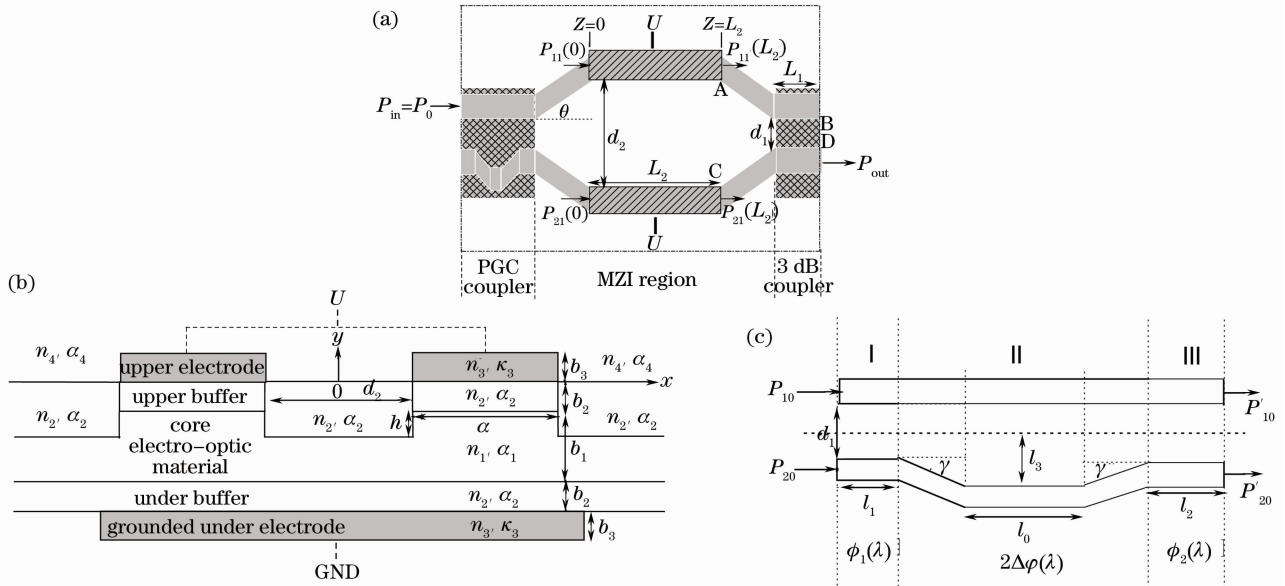 (a)
Z=0
U
Z=L₂
P₁₁(0)
P₁₁(L₂)
L₁
A
Pᵢₙ=P₀
θ
d₁
B
D
d₂
L₂
C
Pₒᵤₜ
P₂₁(0)
P₂₁(L₂)
U
PGC
coupler
MZI region
3 dB
coupler
(b)
U
y
n₄, α₄
upper electrode
n₃, κ₃
b₃
n₄, α₄
0
x
upper buffer
d₂
n₂, α₂
b₂
n₂, α₂
core
n₂, α₂
h
α
n₂, α₂
electro-optic
material
n₁, α₁
b₁
under buffer
n₂, α₂
b₂
grounded under electrode
n₃, κ₃
b₃
GND
(c)
I
II
III
P₁₀
P′₁₀
d₁
l₃
γ
γ
P₂₀
P′₂₀
l₁
l₀
l₂
ϕ₁(λ)
2Δφ(λ)
ϕ₂(λ)